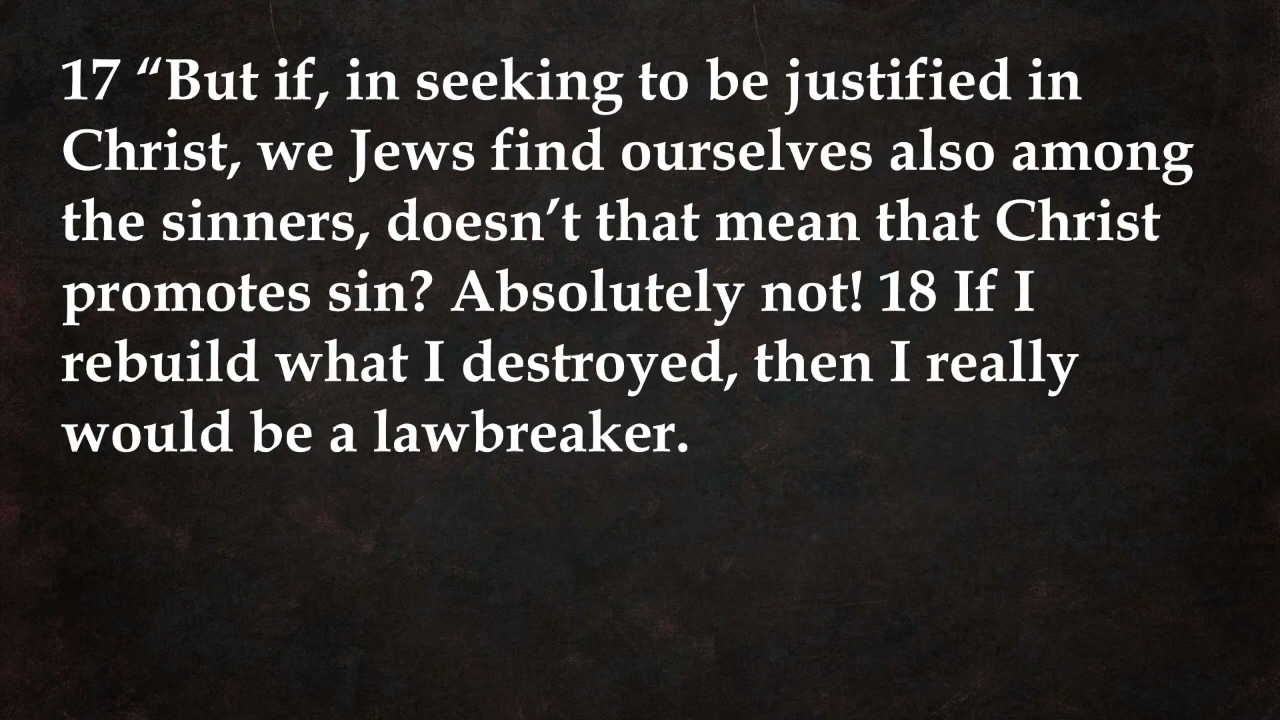 17 “But if, in seeking to be justified in
Christ, we Jews find ourselves also among
the sinners, doesn’t that mean that Christ
promotes sin? Absolutely not! 18 If I
rebuild what I destroyed, then I really
would be a lawbreaker.